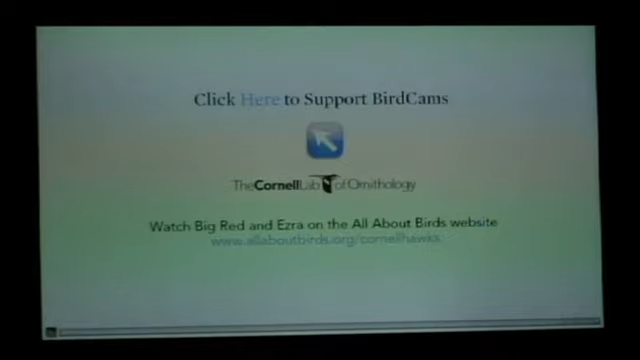 Click Here to Support BirdCams
TheCornellLab of Ornithology
Watch Big Red and Ezra on the All About Birds website
www.allaboutbirds.org/cornellhawks